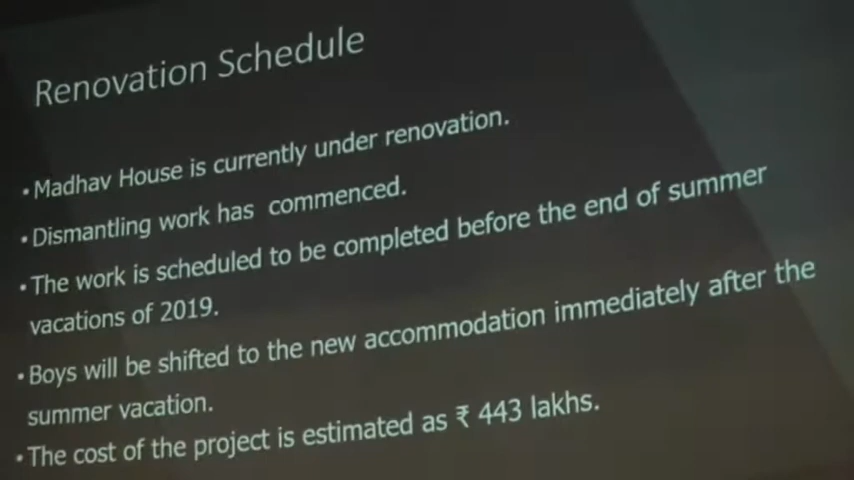 Renovation Schedule
•Madhav House is currently under renovation.
•Dismantling work has commenced.
•The work is scheduled to be completed before the end of summer
vacations of 2019.
•Boys will be shifted to the new accommodation immediately after the
summer vacation.
•The cost of the project is estimated as ₹ 443 lakhs.